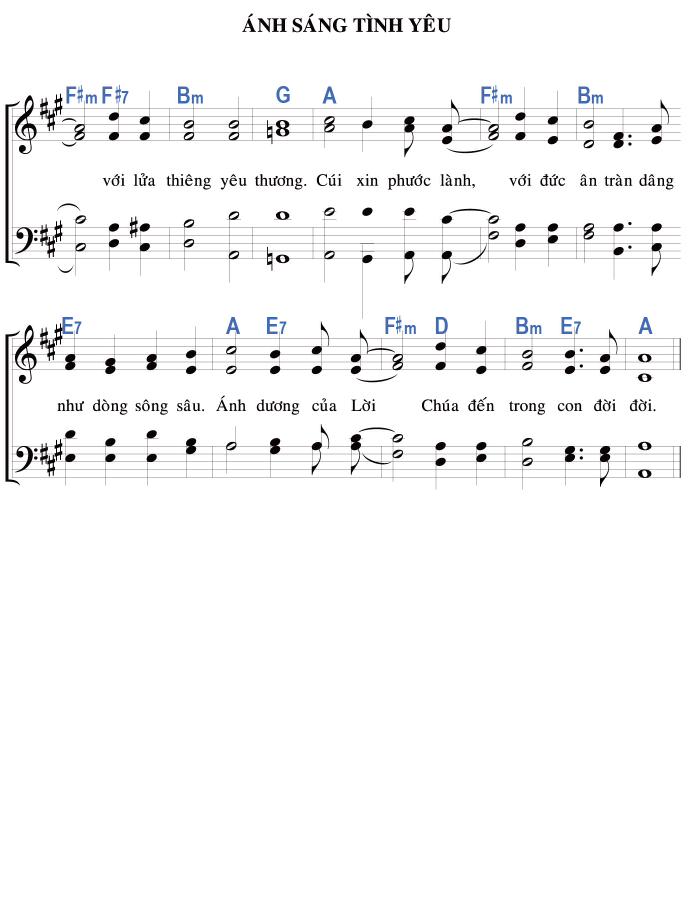 ÁNH SÁNG TÌNH YÊU
F♯m F♯7 Bm G A F♯m Bm
với lửa thiêng yêu thương. Cúi xin phước lành, với đức ân tràn dâng
E7 A E7 F♯m D Bm E7 A
như dòng sông sâu. Ánh dương của Lời Chúa đến trong con đời đời.